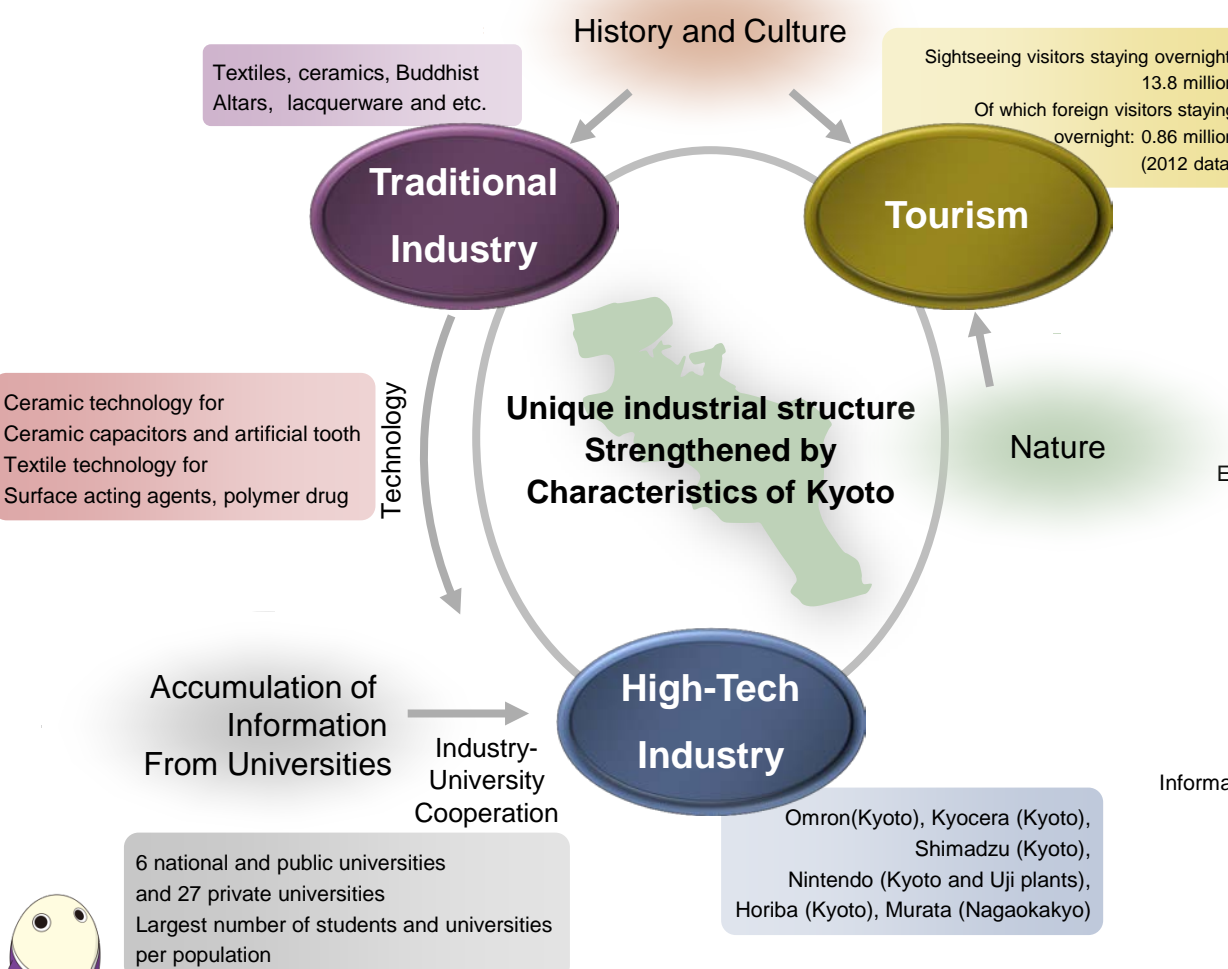 History and Culture
Textiles, ceramics, Buddhist
Altars, lacquerware and etc.
Sightseeing visitors staying overnight
13.8 million
Of which foreign visitors staying
overnight: 0.86 million
(2012 data
Traditional
Industry
Tourism
Ceramic technology for
Ceramic capacitors and artificial tooth
Textile technology for
Surface acting agents, polymer drug
Technology
Unique industrial structure
Strengthened by
Characteristics of Kyoto
Nature
E
Accumulation of
Information
From Universities
Industry-
University
Cooperation
High-Tech
Industry
Informa
Omron(Kyoto), Kyocera (Kyoto),
Shimadzu (Kyoto),
Nintendo (Kyoto and Uji plants),
Horiba (Kyoto), Murata (Nagaokakyo)
6 national and public universities
and 27 private universities
Largest number of students and universities
per population